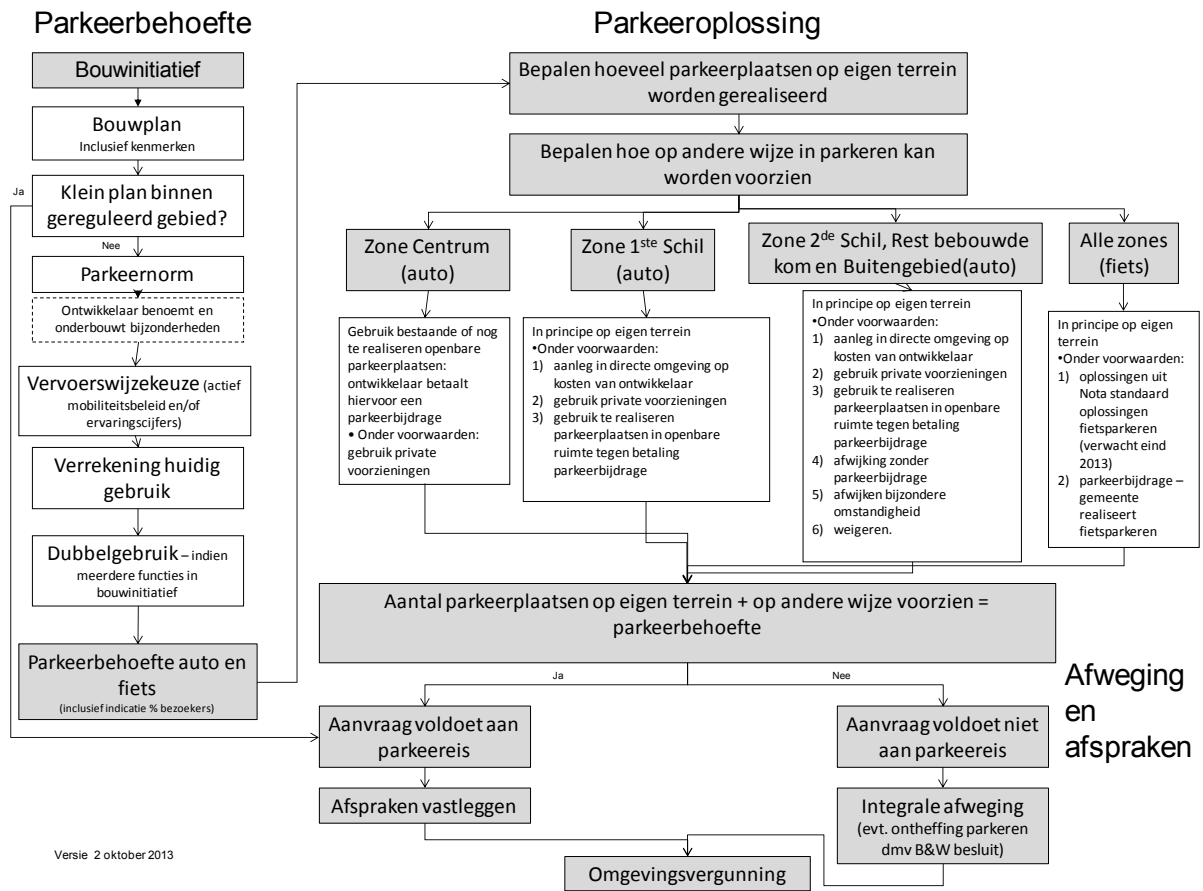 Parkeerbehoefte
Bouwinitiatief
Bouwplan
Inclusief kenmerken
Ja
Klein plan binnen
gereguleerd gebied?
Nee
Parkeernorm
Ontwikkelaar benoemt en
onderbouwt bijzonderheden
Vervoerswijzekeuze (actief
mobiliteitsbeleid en/of
ervaringscijfers)
Verrekening huidig
gebruik
Dubbelgebruik – indien
meerdere functies in
bouwinitiatief
Parkeerbehoefte auto en
fiets
(inclusief indicatie % bezoekers)
Parkeeroplossing
Bepalen hoeveel parkeerplaatsen op eigen terrein
worden gerealiseerd
Bepalen hoe op andere wijze in parkeren kan
worden voorzien
Zone Centrum
(auto)
Gebruik bestaande of nog
te realiseren openbare
parkeerplaatsen:
ontwikkelaar betaalt
hiervoor een
parkeerbijdrage
• Onder voorwaarden:
gebruik private
voorzieningen
Zone 1ste Schil
(auto)
In principe op eigen terrein
•Onder voorwaarden:
1) aanleg in directe omgeving op
kosten van ontwikkelaar
2) gebruik private voorzieningen
3) gebruik te realiseren
parkeerplaatsen in openbare
ruimte tegen betaling
parkeerbijdrage
Zone 2de Schil, Rest bebouwde
kom en Buitengebied(auto)
In principe op eigen terrein
•Onder voorwaarden:
1) aanleg in directe omgeving op
kosten van ontwikkelaar
2) gebruik private voorzieningen
3) gebruik te realiseren
parkeerplaatsen in openbare
ruimte tegen betaling
parkeerbijdrage
4) afwijking zonder
parkeerbijdrage
5) afwijken bijzondere
omstandigheid
6) weigeren.
Alle zones
(fiets)
In principe op eigen
terrein
•Onder voorwaarden:
1) oplossingen uit
Nota standaard
oplossingen
fietsparkeren
(verwacht eind
2013)
2) parkeerbijdrage –
gemeente
realiseert
fietsparkeren
Aantal parkeerplaatsen op eigen terrein + op andere wijze voorzien =
parkeerbehoefte
Ja
Nee
Afweging
en
afspraken
Aanvraag voldoet aan
parkeereis
Aanvraag voldoet niet
aan parkeereis
Afspraken vastleggen
Integrale afweging
(evt. ontheffing parkeren
dmv B&W besluit)
Omgevingsvergunning
Versie 2 oktober 2013